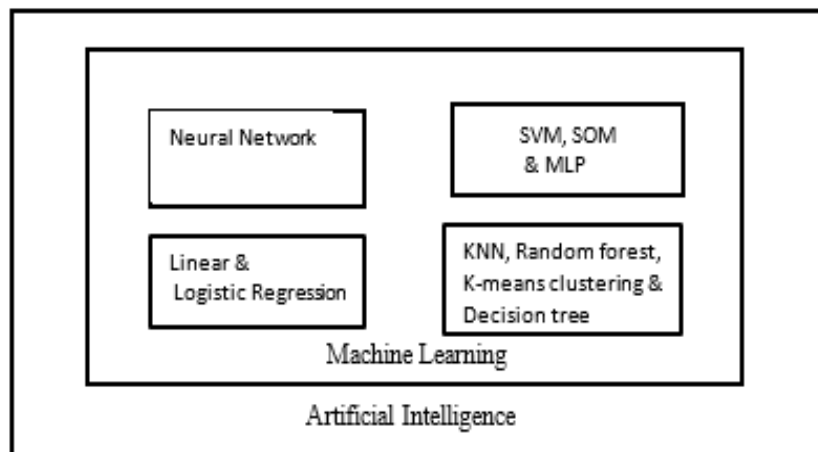 Neural Network
SVM, SOM
& MLP
Linear &
Logistic Regression
KNN, Random forest,
K-means clustering &
Decision tree
Machine Learning
Artificial Intelligence